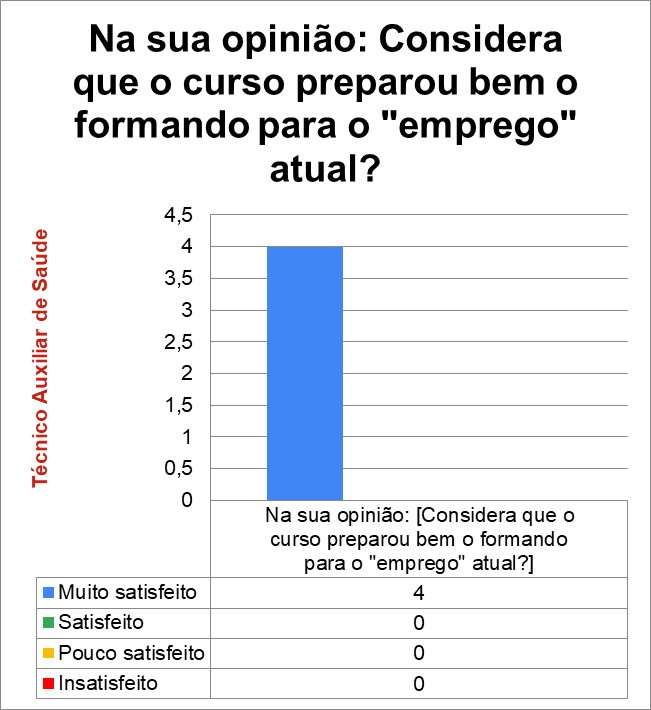 Na sua opinião: Considera
que o curso preparou bem o
formando para o "emprego"
atual?
Técnico Auxiliar de Saúde
4,5
4
3,5
3
2,5
2
1,5
1
0,5
0
Na sua opinião: [Considera que o
curso preparou bem o formando
para o "emprego" atual?]
Muito satisfeito 4
Satisfeito 0
Pouco satisfeito 0
Insatisfeito 0